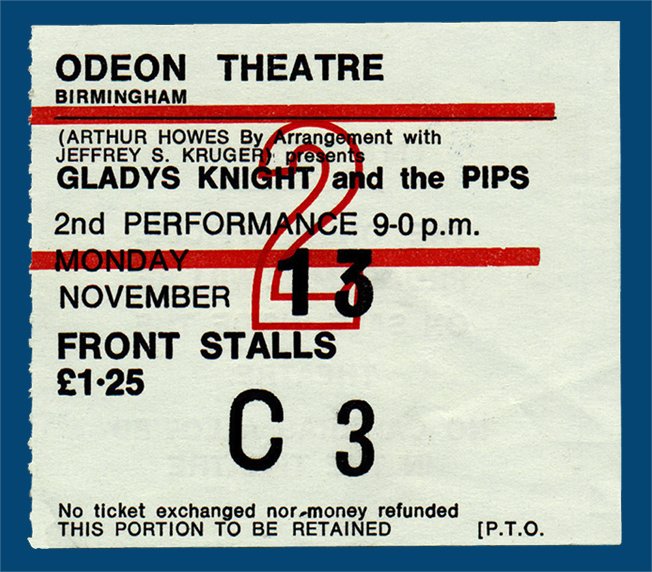 ODEON THEATRE
BIRMINGHAM
(ARTHUR HOWES By Arrangement with
JEFFREY S. KRUGER) presents
GLADYS KNIGHT and the PIPS
2nd PERFORMANCE 9-0 p.m.
2
MONDAY
NOVEMBER 13
FRONT STALLS
£1·25
C 3
No ticket exchanged nor money refunded
THIS PORTION TO BE RETAINED [P.T.O.